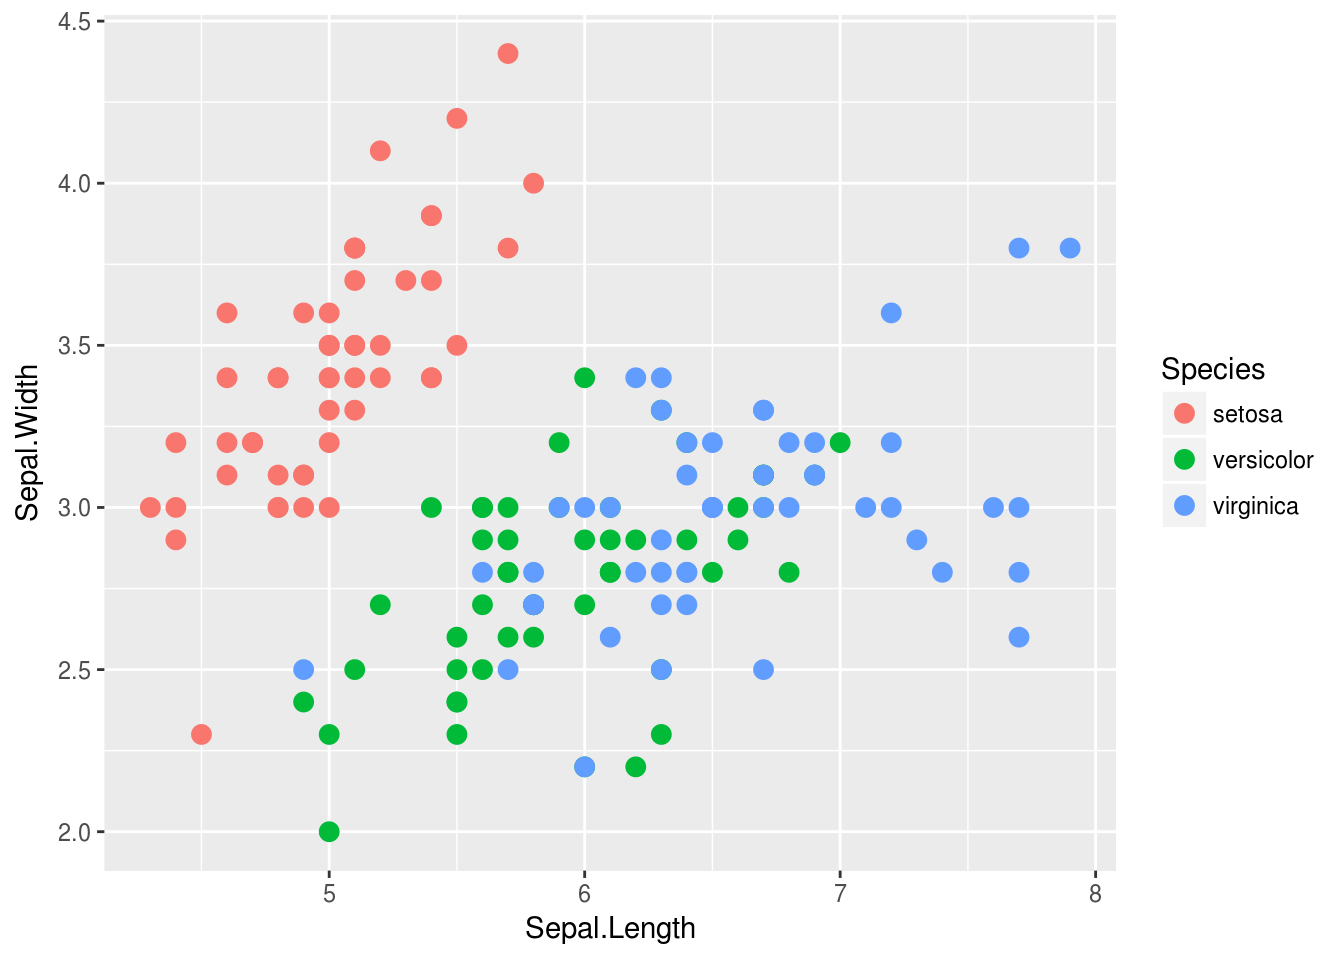 4.5
4.0
3.5
3.0
2.5
2.0
Sepal.Width
5 6 7 8
Sepal.Length
Species
setosa
versicolor
virginica